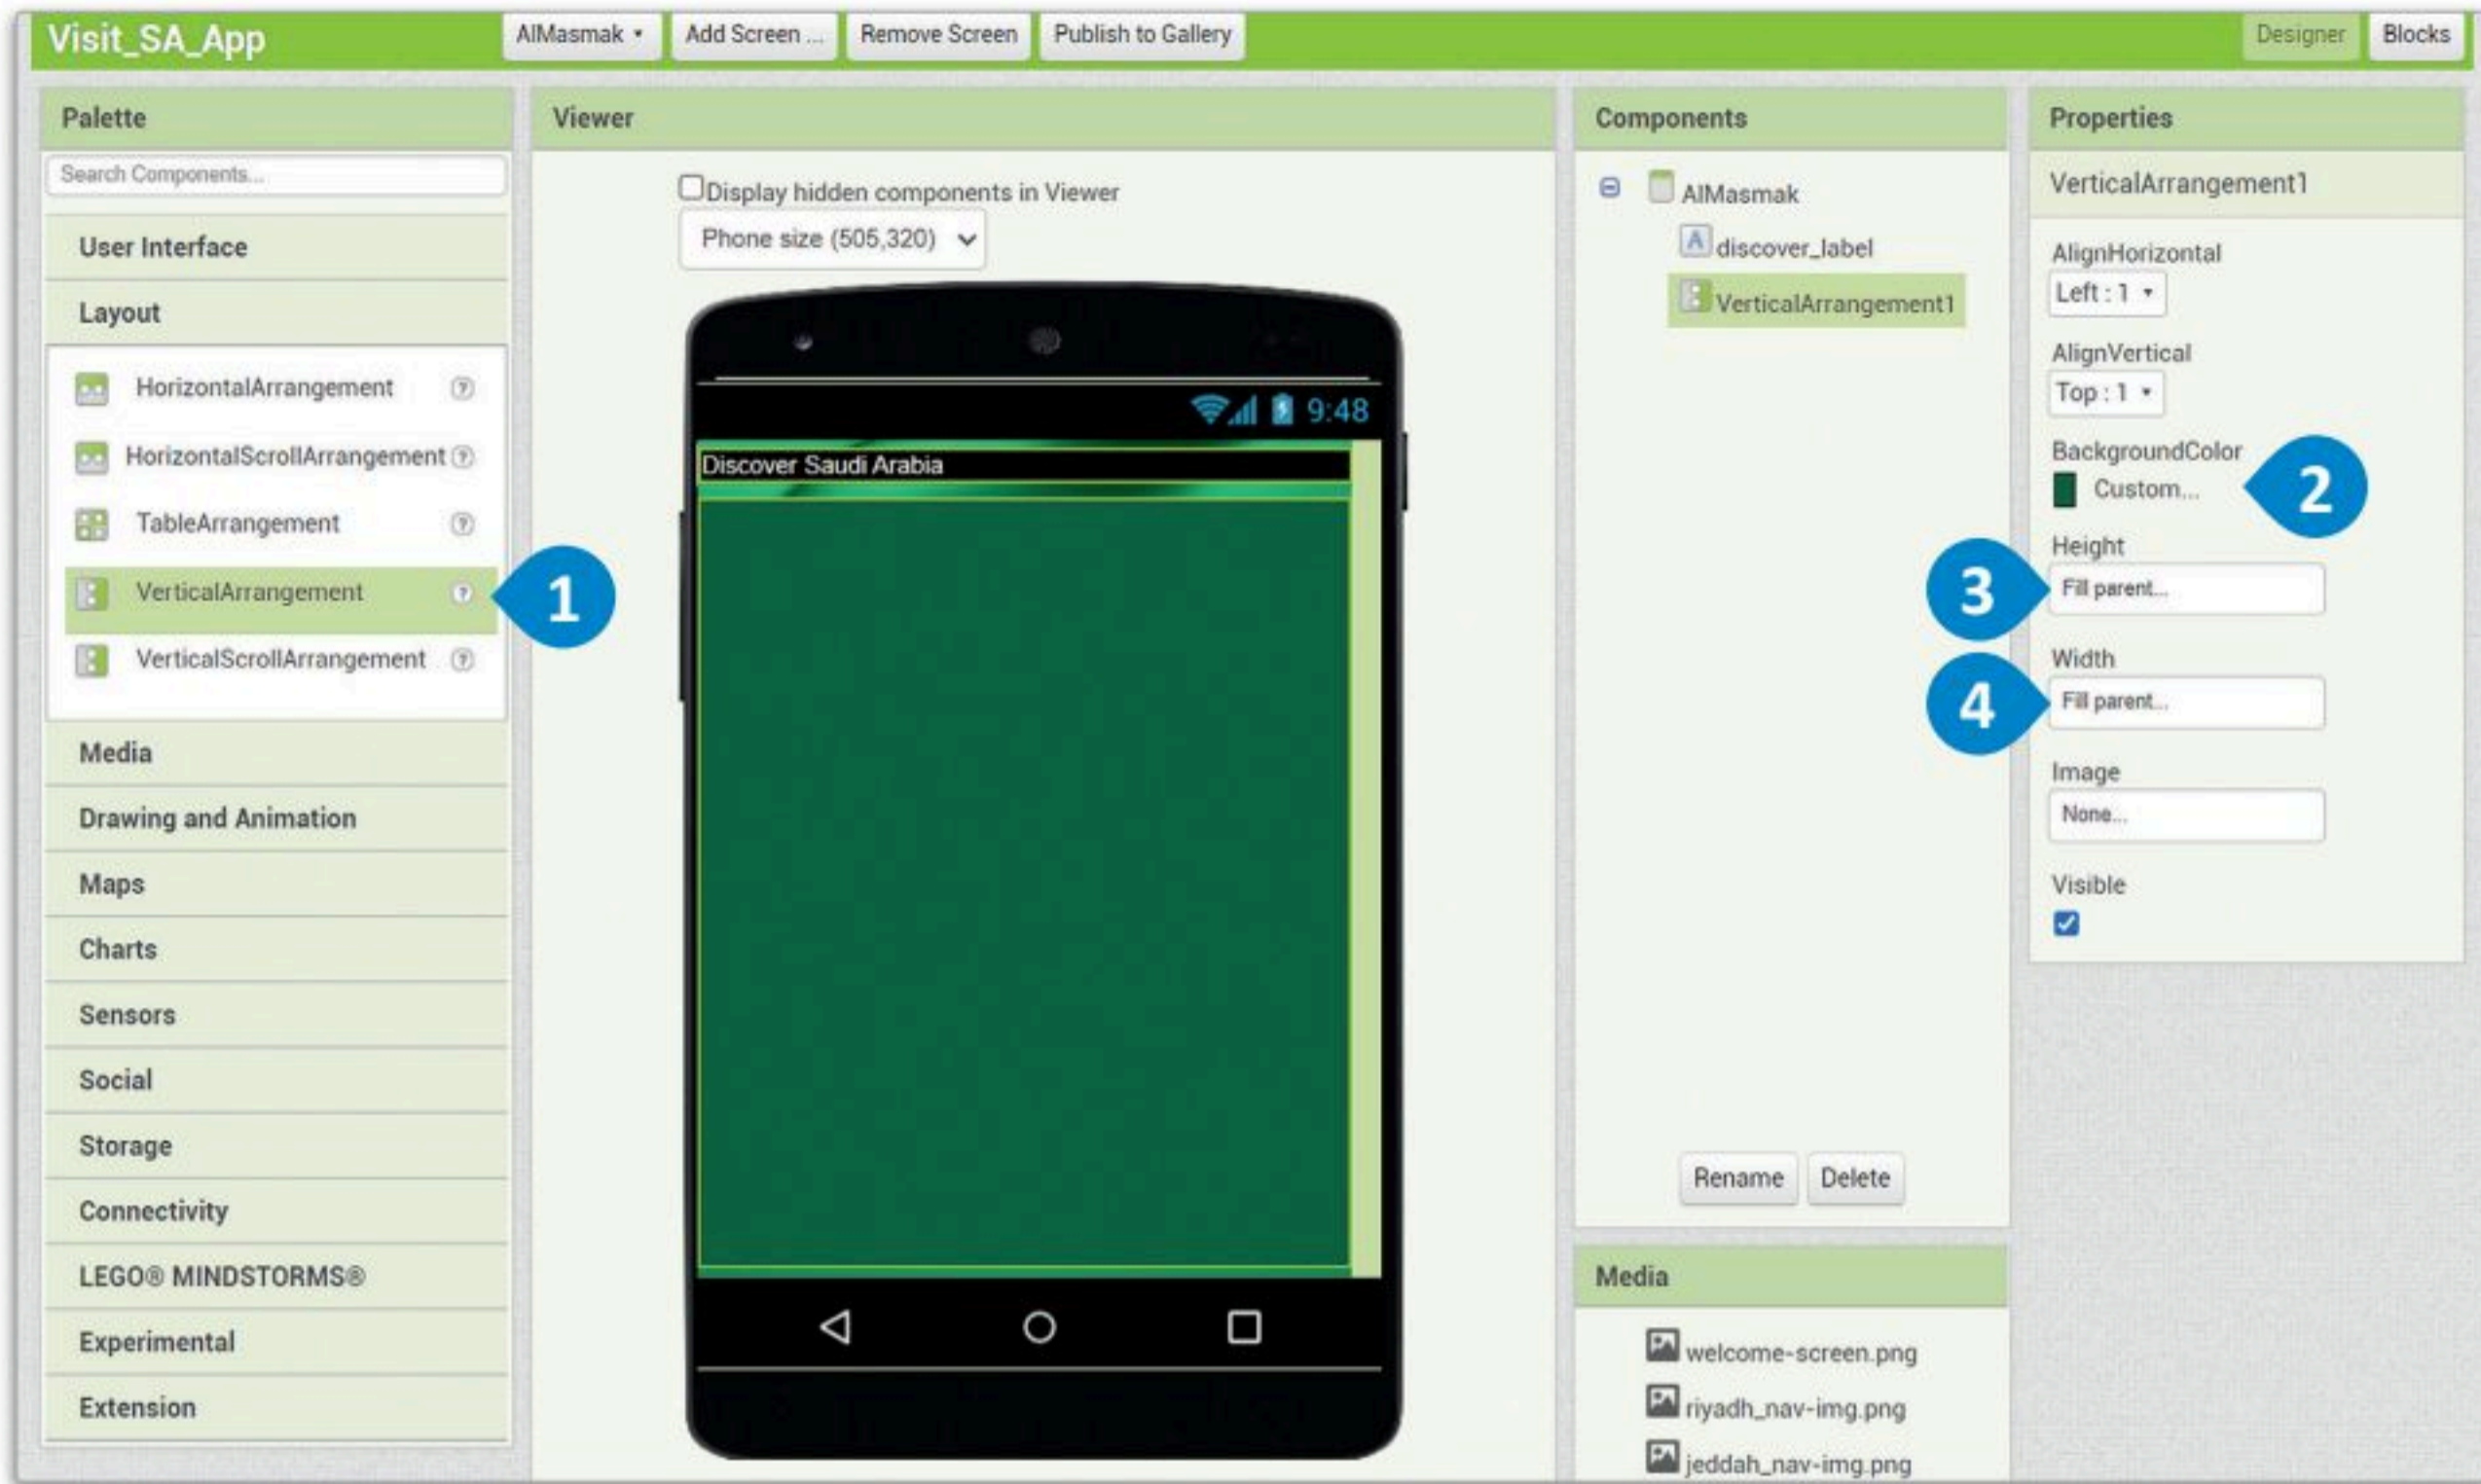 Visit_SA_App
AlMasmak
Add Screen ...
Remove Screen
Publish to Gallery
Designer
Blocks
Palette
Search Components...
User Interface
Layout
HorizontalArrangement
HorizontalScrollArrangement
TableArrangement
VerticalArrangement
VerticalScrollArrangement
Media
Drawing and Animation
Maps
Charts
Sensors
Social
Storage
Connectivity
LEGO® MINDSTORMS®
Experimental
Extension
1
Viewer
Display hidden components in Viewer
Phone size (505,320)
9:48
Discover Saudi Arabia
Components
AlMasmak
discover_label
VerticalArrangement1
Rename
Delete
Media
welcome-screen.png
riyadh_nav-img.png
jeddah_nav-img.png
Properties
VerticalArrangement1
AlignHorizontal
Left : 1
AlignVertical
Top : 1
BackgroundColor
Custom...
2
Height
3
Fill parent...
Width
4
Fill parent...
Image
None...
Visible